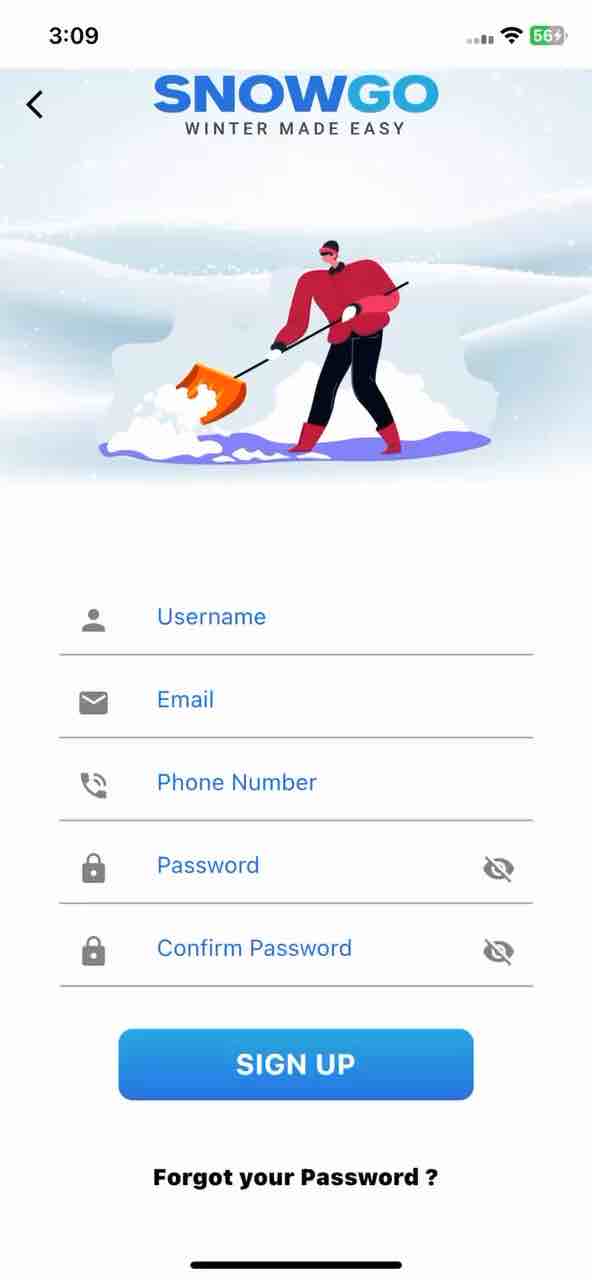 3:09
56
SNOWGO
WINTER MADE EASY
Username
Email
Phone Number
Password
Confirm Password
SIGN UP
Forgot your Password ?